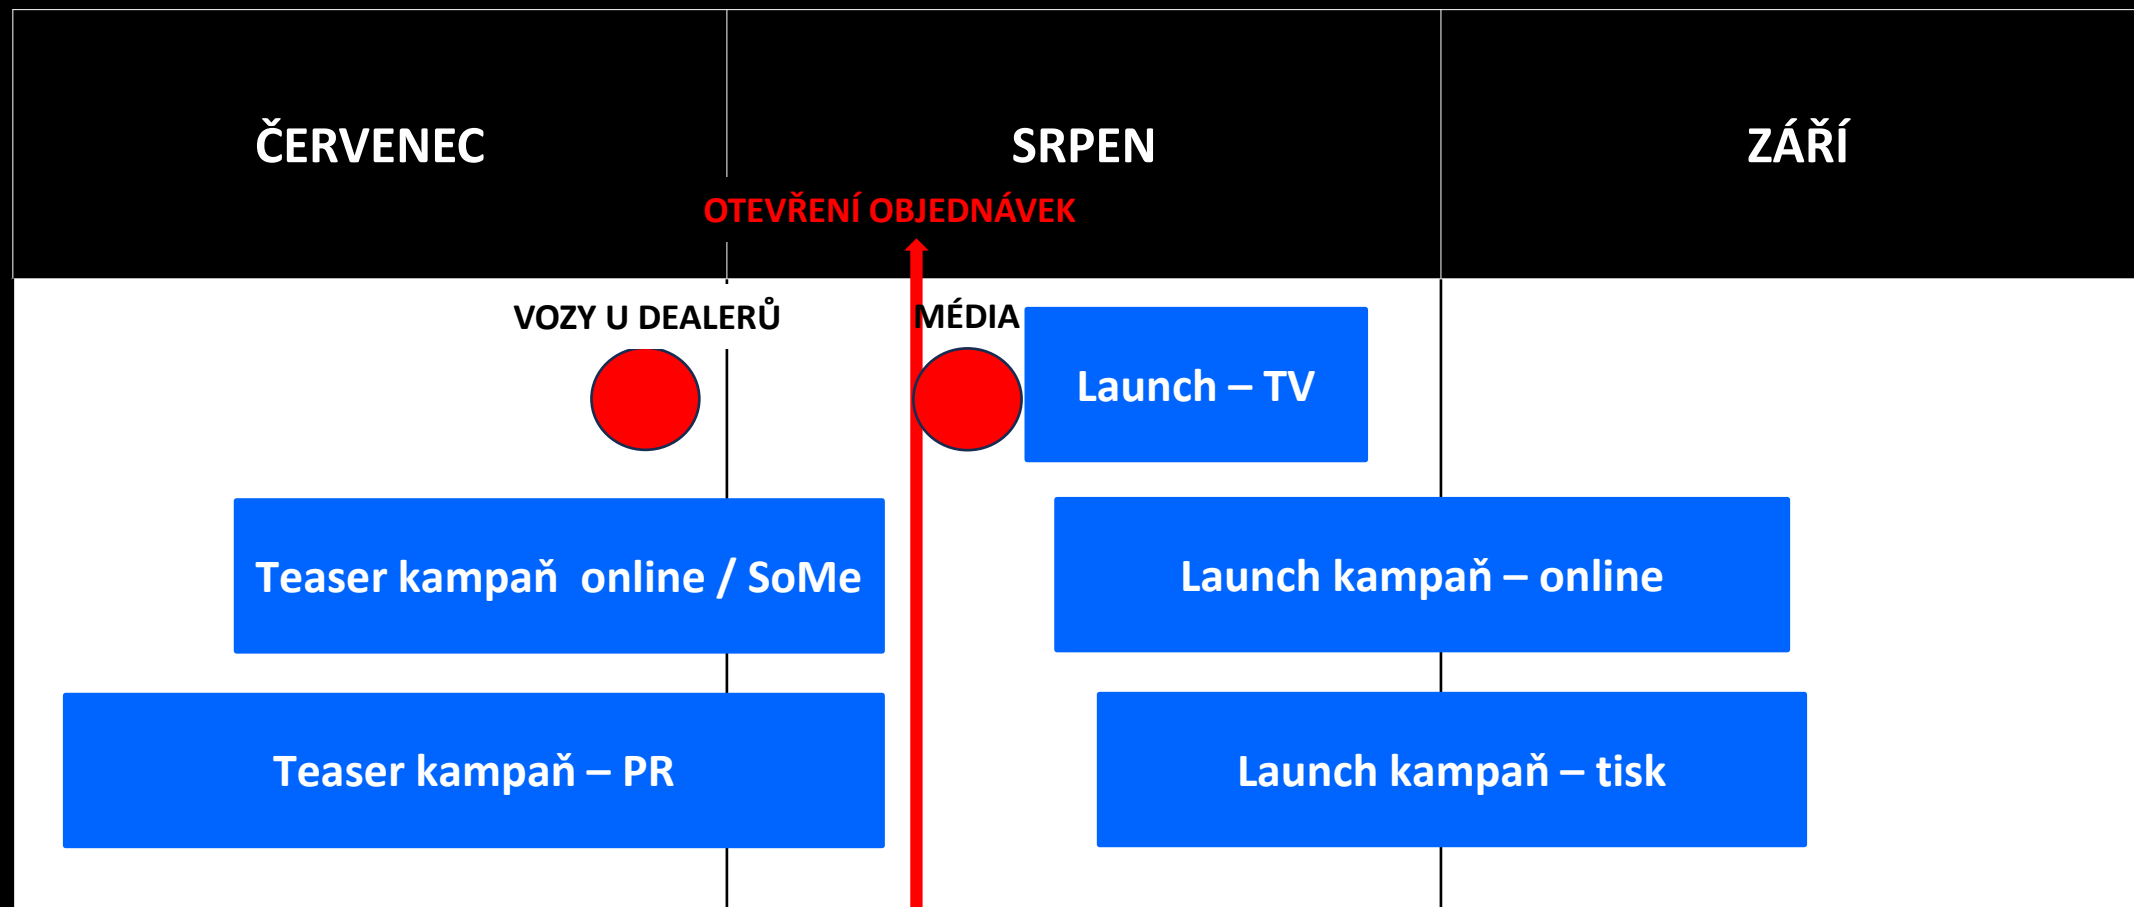 ČERVENEC
SRPEN
ZÁŘÍ
OTEVŘENÍ OBJEDNÁVEK
VOZY U DEALERŮ
MÉDIA
Launch – TV
Teaser kampaň  online / SoMe
Launch kampaň – online
Teaser kampaň – PR
Launch kampaň – tisk